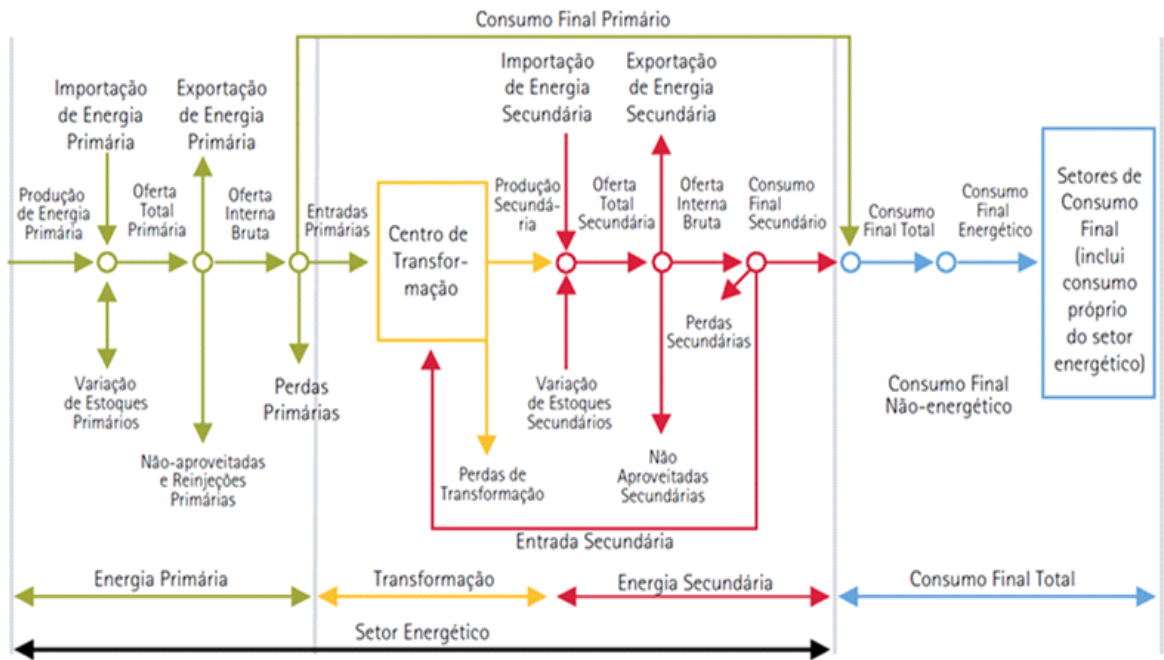 Consumo Final Primário
Importação
de Energia
Primária
Exportação
de Energia
Primária
Importação
de Energia
Secundária
Exportação
de Energia
Secundária
Produção
de Energia
Primária
Oferta
Total
Primária
Oferta
Interna
Bruta
Entradas
Primárias
Centro de
Transfor-
mação
Produção
Secundá-
ria
Oferta
Total
Secundária
Oferta
Interna
Bruta
Consumo
Final
Secundário
Consumo
Final Total
Consumo
Final
Energético
Setores de
Consumo
Final
(inclui
consumo
próprio
do setor
energético)
Variação
de Estoques
Primários
Perdas
Primárias
Não-aproveitadas
e Reinjeções
Primárias
Perdas de
Transformação
Variação
de Estoques
Secundários
Perdas
Secundárias
Não
Aproveitadas
Secundárias
Consumo Final
Não-energético
Entrada Secundária
Energia Primária
Transformação
Energia Secundária
Consumo Final Total
Setor Energético